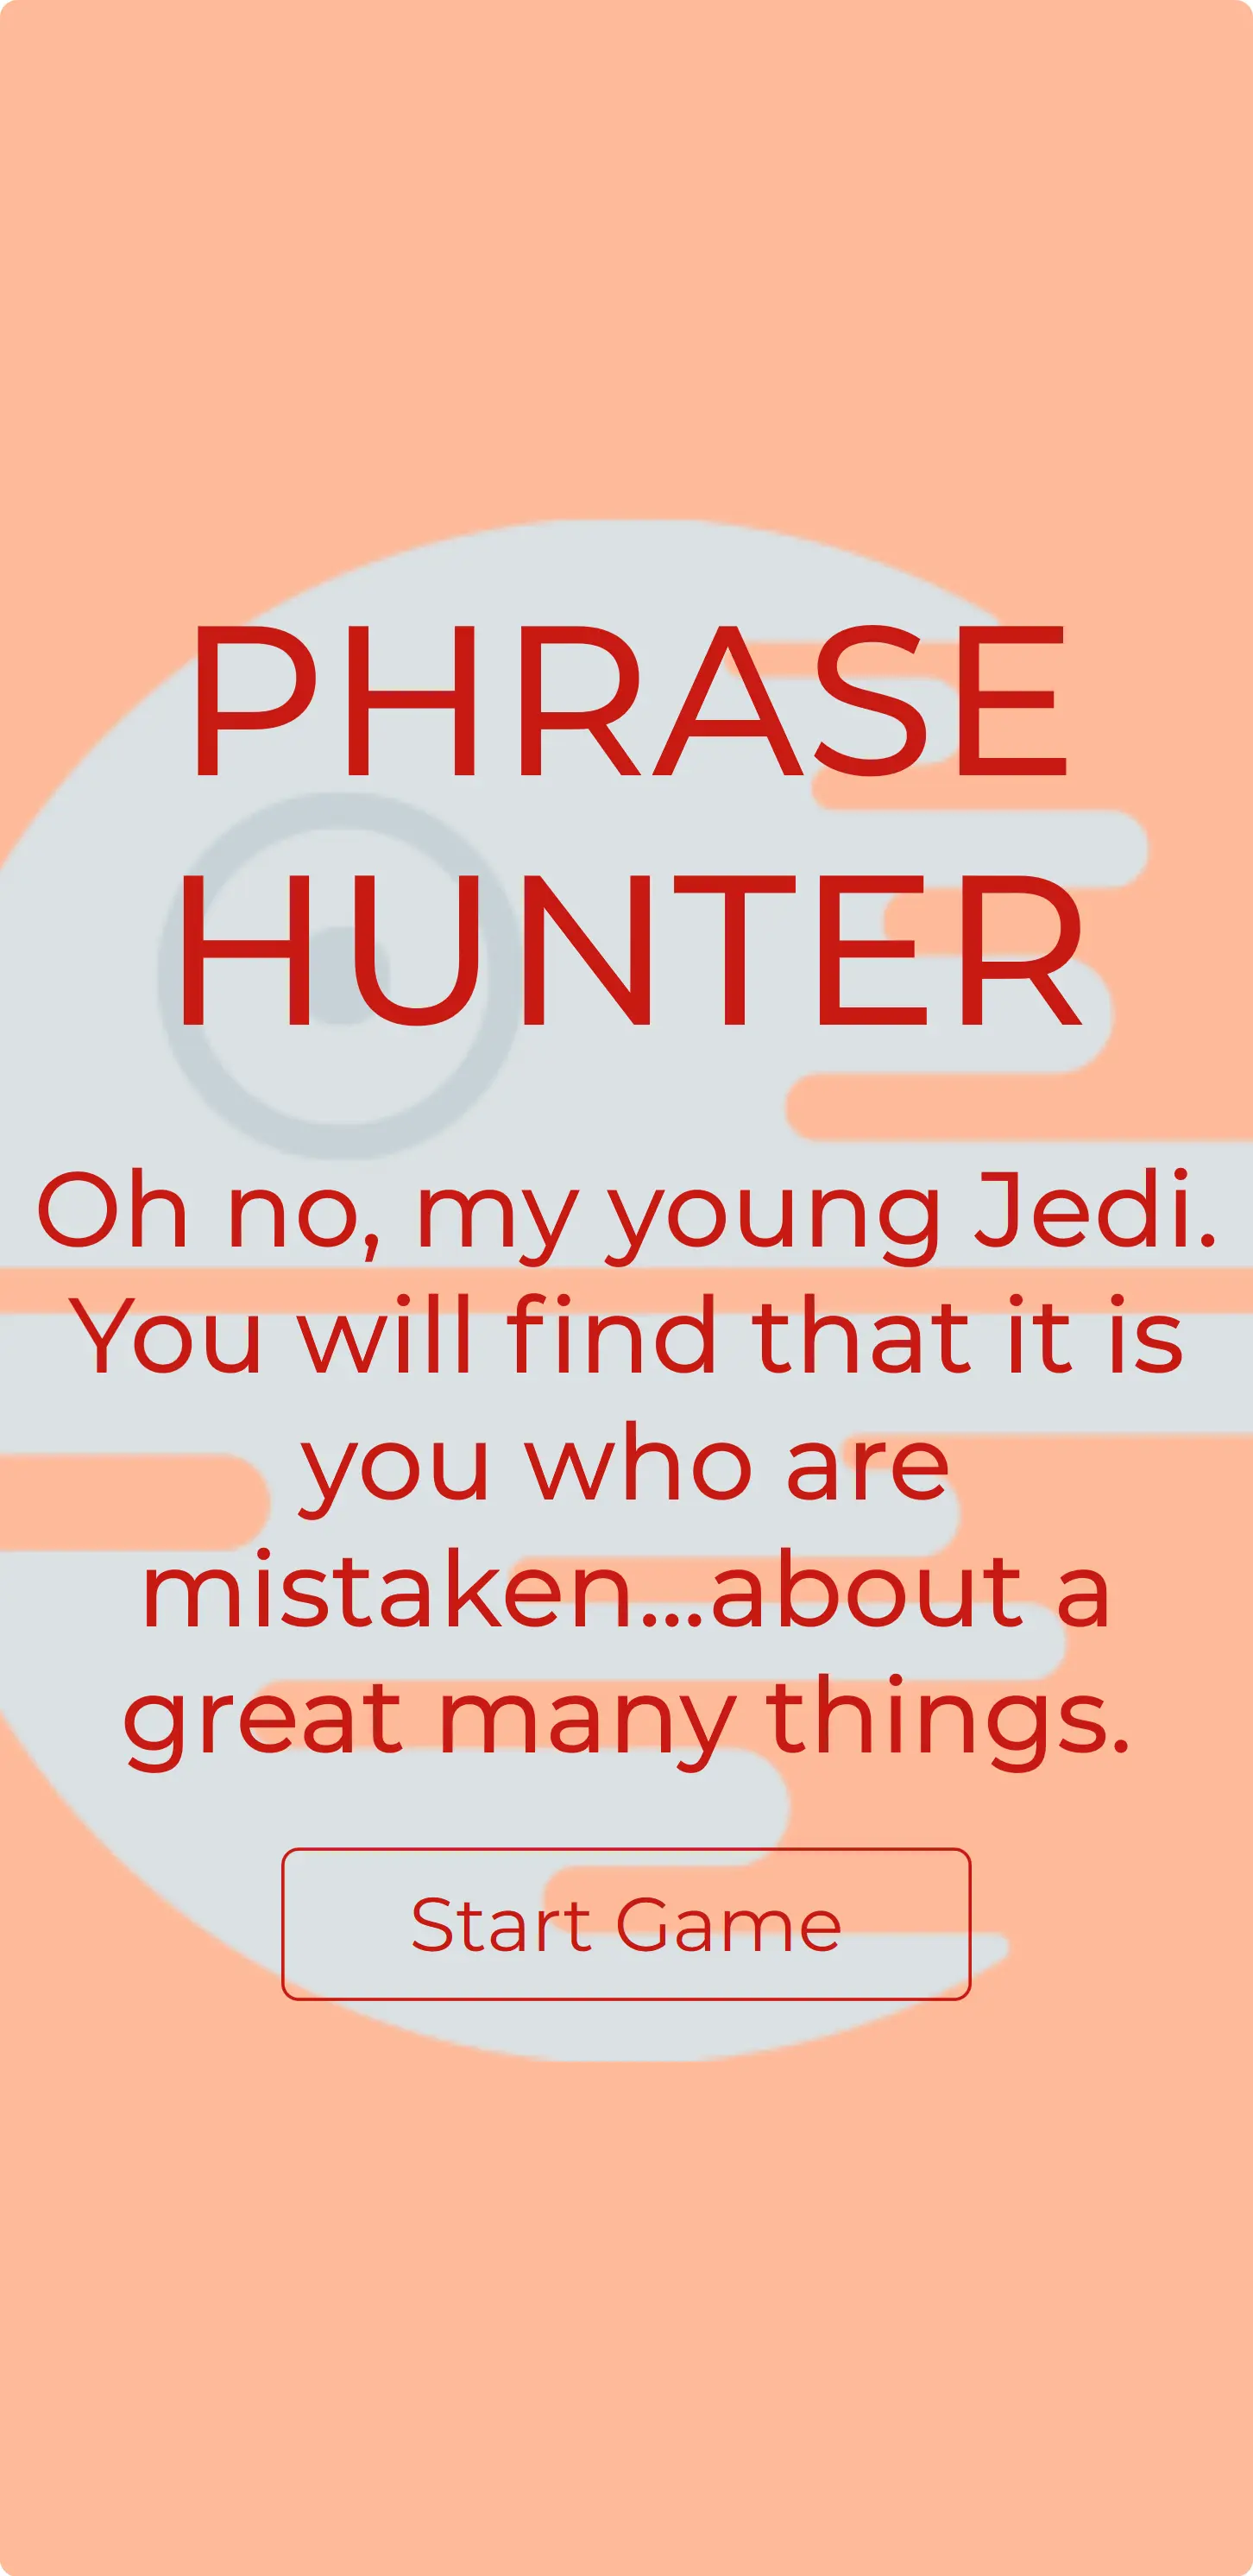 PHRASE
HUNTER
Oh no, my young Jedi.
You will find that it is
you who are
mistaken...about a
great many things.
Start Game